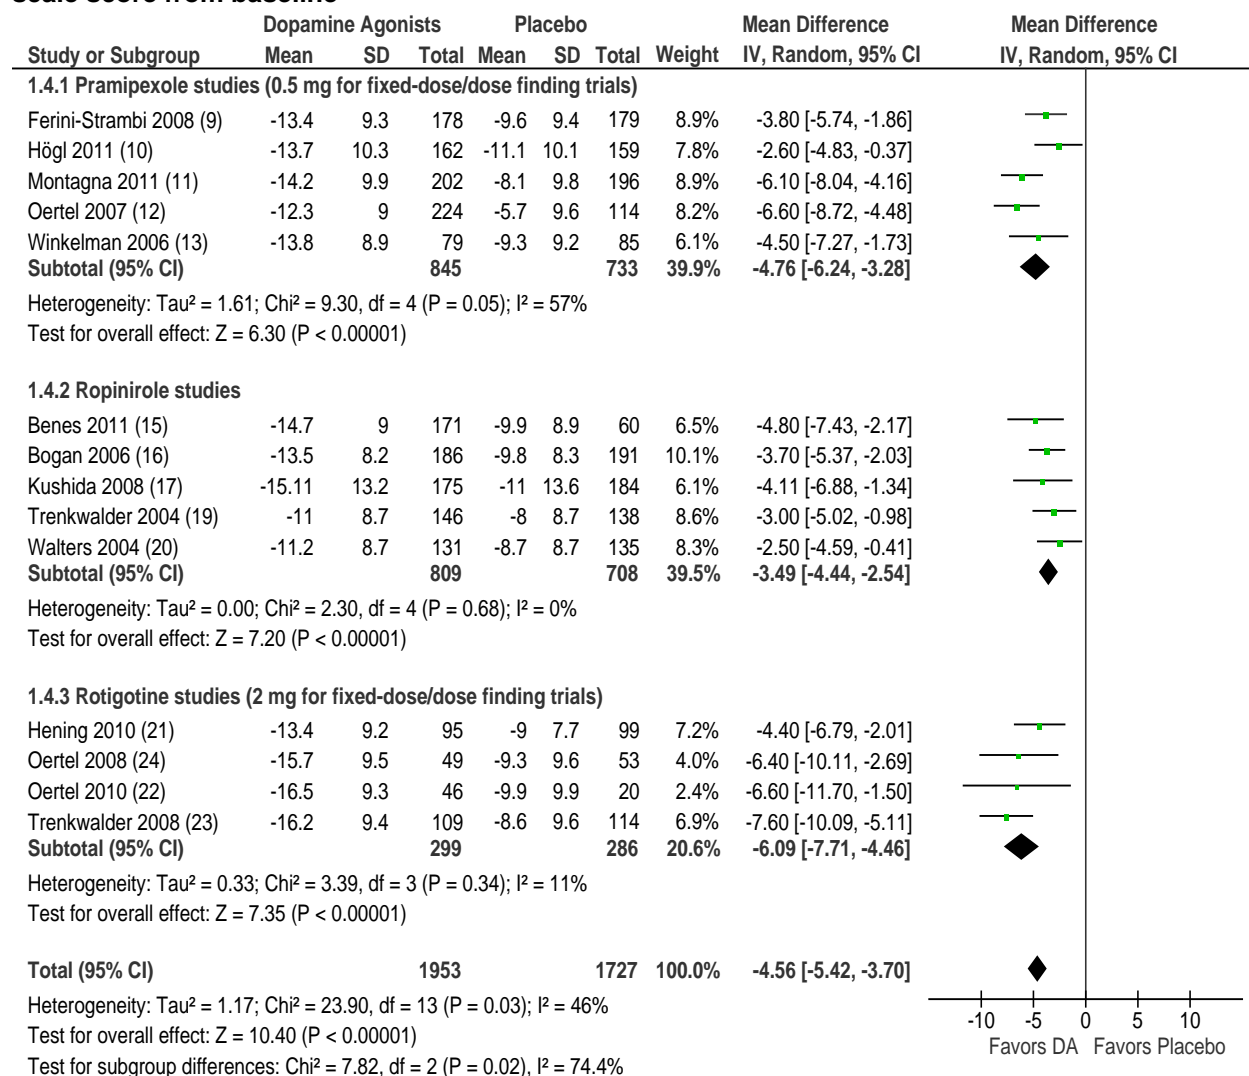 scale score from baseline
Dopamine Agonists Placebo Mean Difference Mean Difference
Study or Subgroup Mean SD Total Mean SD Total Weight IV, Random, 95% CI IV, Random, 95% CI
1.4.1 Pramipexole studies (0.5 mg for fixed-dose/dose finding trials)
Ferini-Strambi 2008 (9) -13.4 9.3 178 -9.6 9.4 179 8.9% -3.80 [-5.74, -1.86]
Högl 2011 (10) -13.7 10.3 162 -11.1 10.1 159 7.8% -2.60 [-4.83, -0.37]
Montagna 2011 (11) -14.2 9.9 202 -8.1 9.8 196 8.9% -6.10 [-8.04, -4.16]
Oertel 2007 (12) -12.3 9 224 -5.7 9.6 114 8.2% -6.60 [-8.72, -4.48]
Winkelman 2006 (13) -13.8 8.9 79 -9.3 9.2 85 6.1% -4.50 [-7.27, -1.73]
Subtotal (95% CI) 845 733 39.9% -4.76 [-6.24, -3.28]
Heterogeneity: Tau² = 1.61; Chi² = 9.30, df = 4 (P = 0.05); I² = 57%
Test for overall effect: Z = 6.30 (P < 0.00001)
1.4.2 Ropinirole studies
Benes 2011 (15) -14.7 9 171 -9.9 8.9 60 6.5% -4.80 [-7.43, -2.17]
Bogan 2006 (16) -13.5 8.2 186 -9.8 8.3 191 10.1% -3.70 [-5.37, -2.03]
Kushida 2008 (17) -15.11 13.2 175 -11 13.6 184 6.1% -4.11 [-6.88, -1.34]
Trenkwalder 2004 (19) -11 8.7 146 -8 8.7 138 8.6% -3.00 [-5.02, -0.98]
Walters 2004 (20) -11.2 8.7 131 -8.7 8.7 135 8.3% -2.50 [-4.59, -0.41]
Subtotal (95% CI) 809 708 39.5% -3.49 [-4.44, -2.54]
Heterogeneity: Tau² = 0.00; Chi² = 2.30, df = 4 (P = 0.68); I² = 0%
Test for overall effect: Z = 7.20 (P < 0.00001)
1.4.3 Rotigotine studies (2 mg for fixed-dose/dose finding trials)
Hening 2010 (21) -13.4 9.2 95 -9 7.7 99 7.2% -4.40 [-6.79, -2.01]
Oertel 2008 (24) -15.7 9.5 49 -9.3 9.6 53 4.0% -6.40 [-10.11, -2.69]
Oertel 2010 (22) -16.5 9.3 46 -9.9 9.9 20 2.4% -6.60 [-11.70, -1.50]
Trenkwalder 2008 (23) -16.2 9.4 109 -8.6 9.6 114 6.9% -7.60 [-10.09, -5.11]
Subtotal (95% CI) 299 286 20.6% -6.09 [-7.71, -4.46]
Heterogeneity: Tau² = 0.33; Chi² = 3.39, df = 3 (P = 0.34); I² = 11%
Test for overall effect: Z = 7.35 (P < 0.00001)
Total (95% CI) 1953 1727 100.0% -4.56 [-5.42, -3.70]
Heterogeneity: Tau² = 1.17; Chi² = 23.90, df = 13 (P = 0.03); I² = 46%
Test for overall effect: Z = 10.40 (P < 0.00001)
Test for subgroup differences: Chi² = 7.82, df = 2 (P = 0.02), I² = 74.4%
-10 -5 0 5 10
Favors DA Favors Placebo